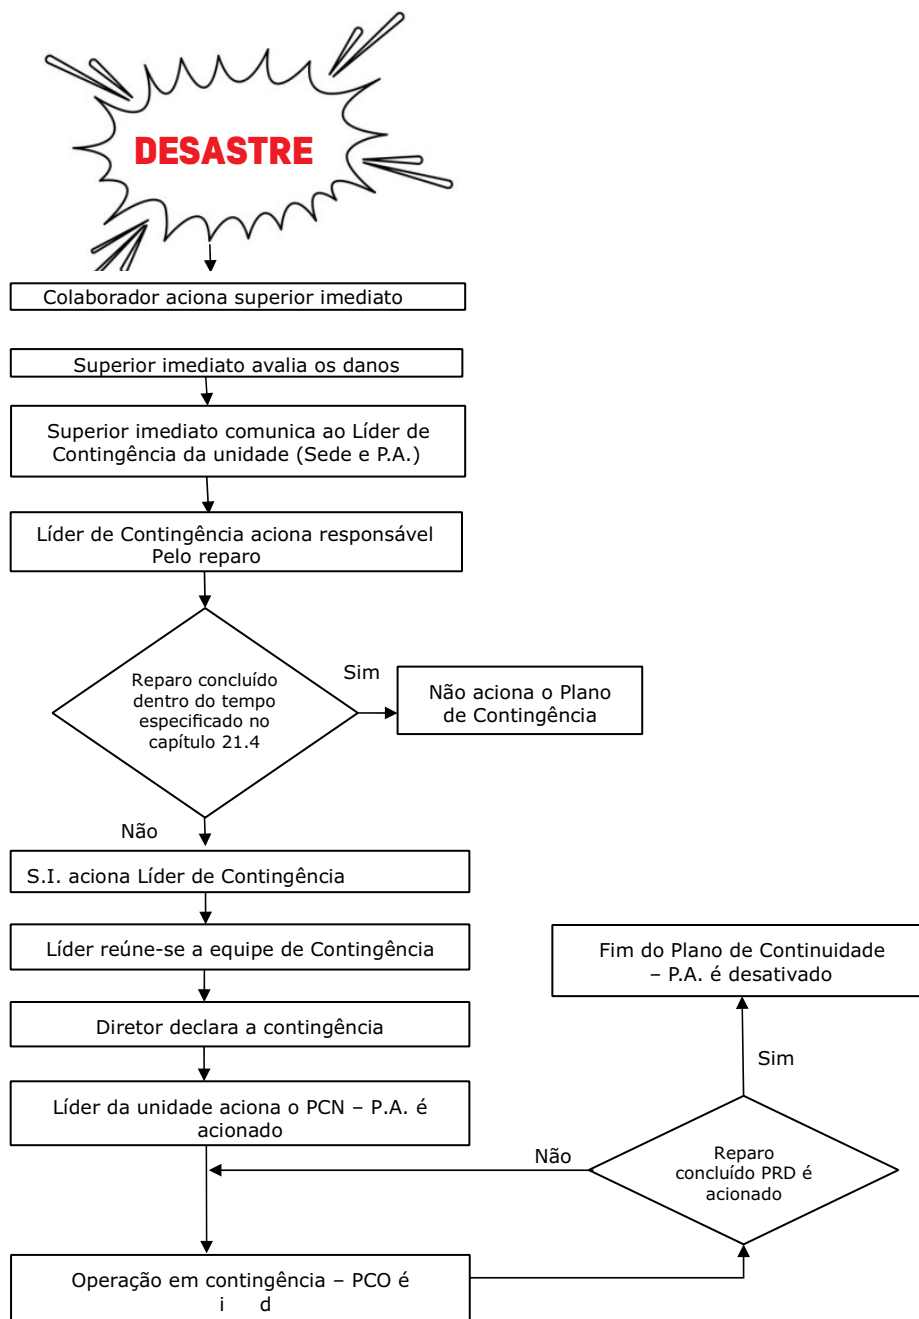 DESASTRE
Colaborador aciona superior imediato
Superior imediato avalia os danos
Superior imediato comunica ao Líder de
Contingência da unidade (Sede e P.A.)
Líder de Contingência aciona responsável
Pelo reparo
Reparo concluído
dentro do tempo
especificado no
capítulo 21.4
Sim
Não aciona o Plano
de Contingência
Não
S.I. aciona Líder de Contingência
Líder reúne-se a equipe de Contingência
Diretor declara a contingência
Líder da unidade aciona o PCN – P.A. é
acionado
Operação em contingência – PCO é
Reparo
concluído PRD é
acionado
Não
Sim
Fim do Plano de Continuidade
– P.A. é desativado